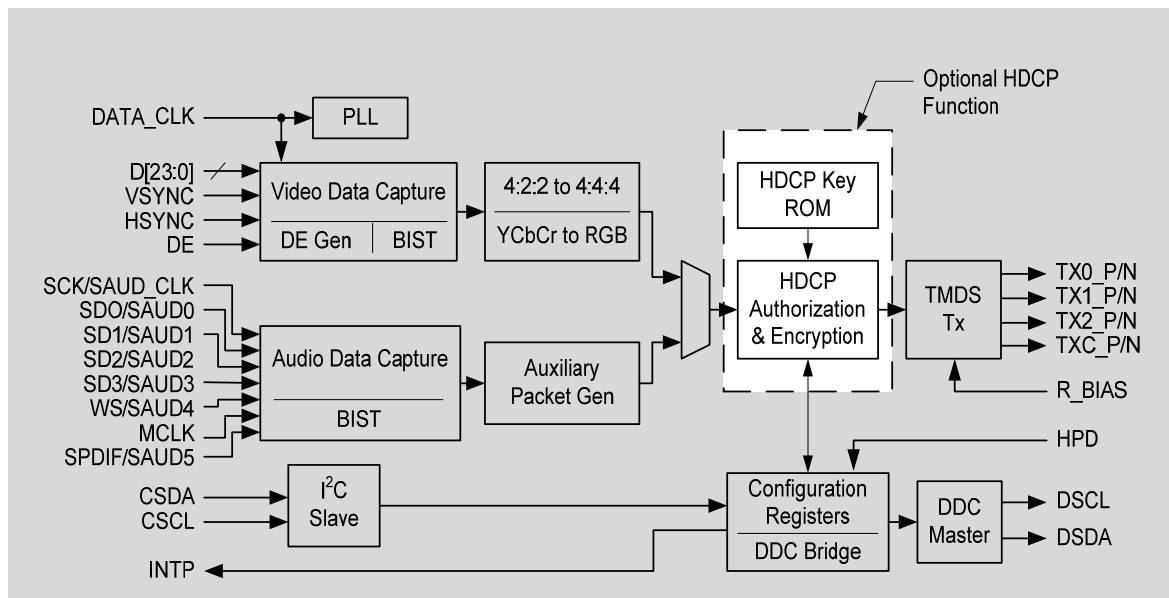 Optional HDCP
Function
DATA_CLK
PLL
D[23:0]
VSYNC
HSYNC
DE
Video Data Capture
DE Gen
BIST
4:2:2 to 4:4:4
YCbCr to RGB
HDCP Key
ROM
HDCP
Authorization
& Encryption
TMDS
Tx
TX0_P/N
TX1_P/N
TX2_P/N
TXC_P/N
R_BIAS
SCK/SAUD_CLK
SDO/SAUD0
SD1/SAUD1
SD2/SAUD2
SD3/SAUD3
WS/SAUD4
MCLK
SPDIF/SAUD5
Audio Data Capture
BIST
Auxiliary
Packet Gen
HPD
CSDA
CSCL
I²C
Slave
Configuration
Registers
DDC Bridge
DDC
Master
DSCL
DSDA
INTP